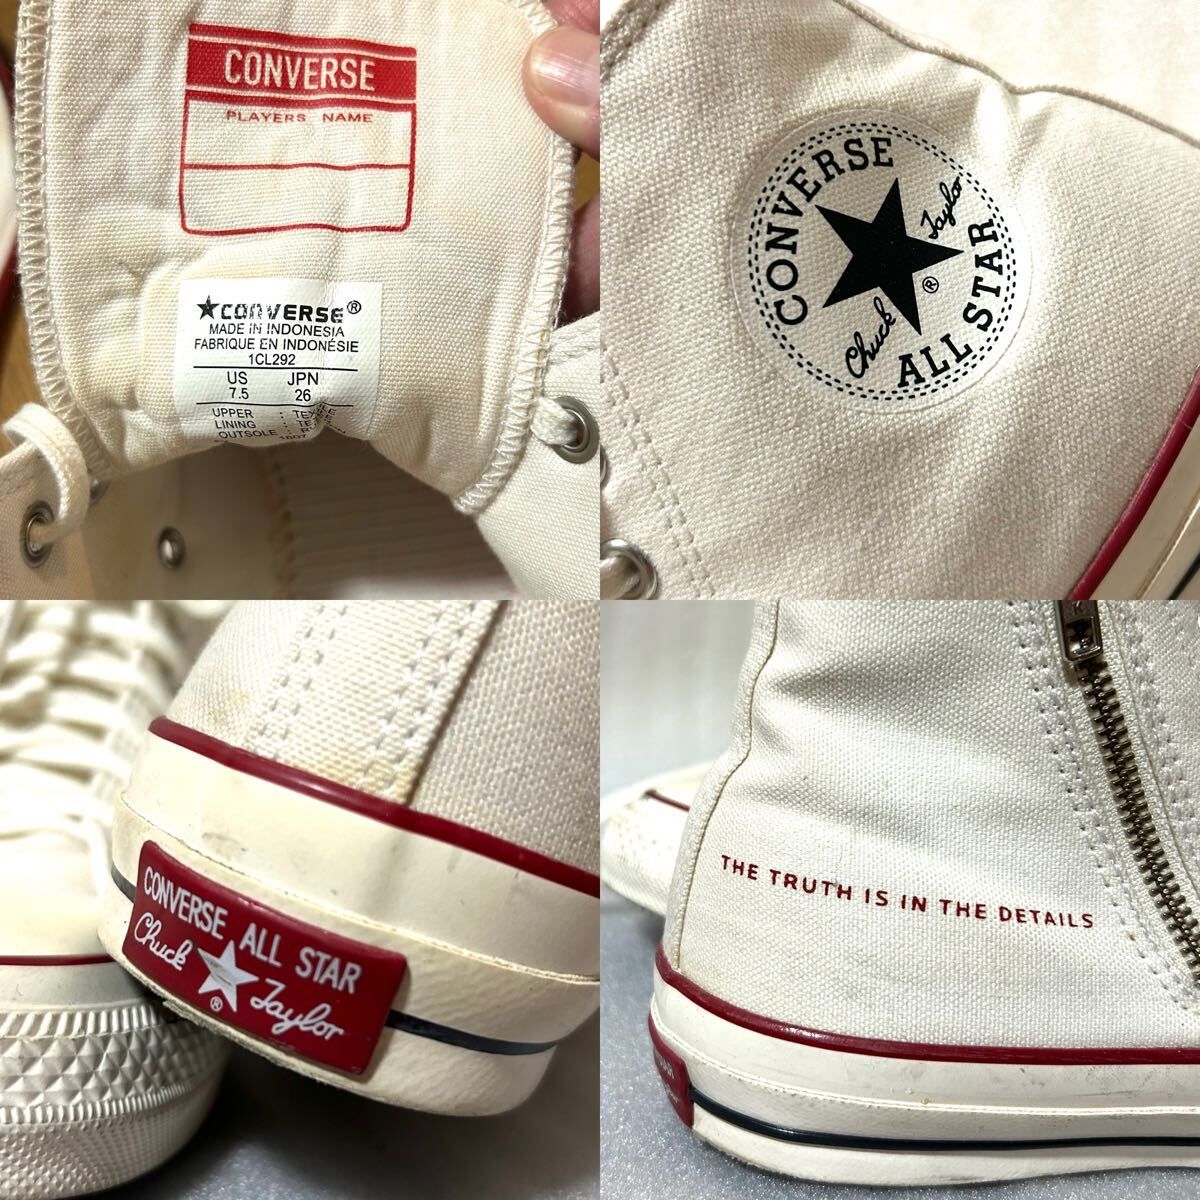 CONVERSE
PLAYERS NAME
★CONVERSE®
MADE IN INDONESIA
FABRIQUE EN INDONÉSIE
1CL292
US JPN
7.5 26
UPPER :
LINING :
OUTSOLE :
1807
CONVERSE
Chuck Taylor
®
ALL STAR
CONVERSE ALL STAR
Chuck Taylor
®
THE TRUTH IS IN THE DETAILS